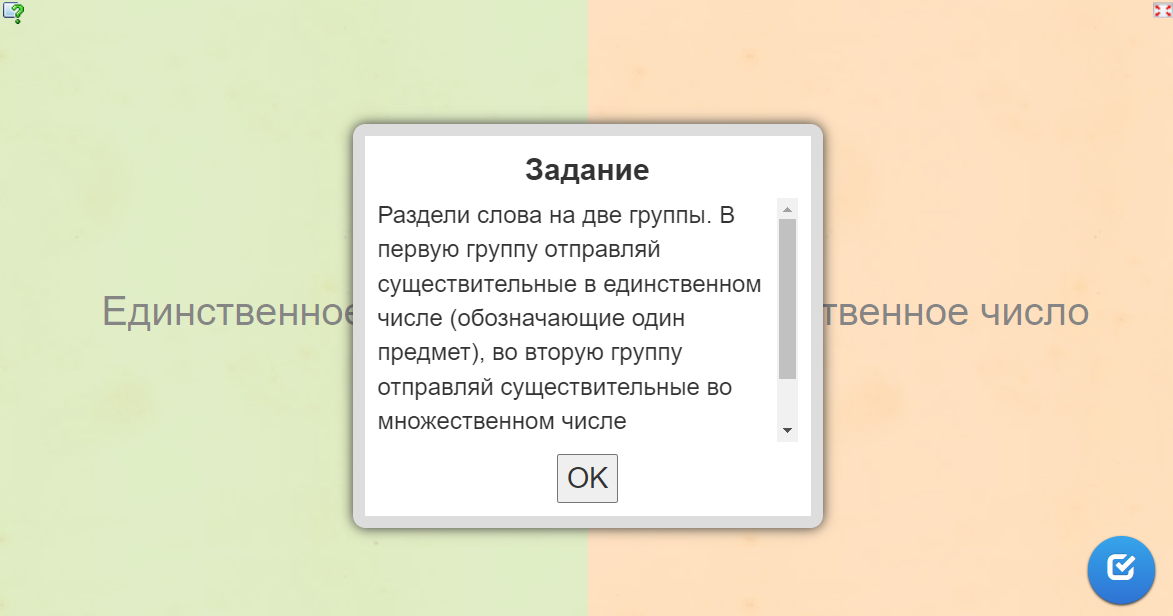 Задание
Раздели слова на две группы. В
первую группу отправляй
существительные в единственном
числе (обозначающие один
предмет), во вторую группу
отправляй существительные во
множественном числе
Единственное
твенное число
OK